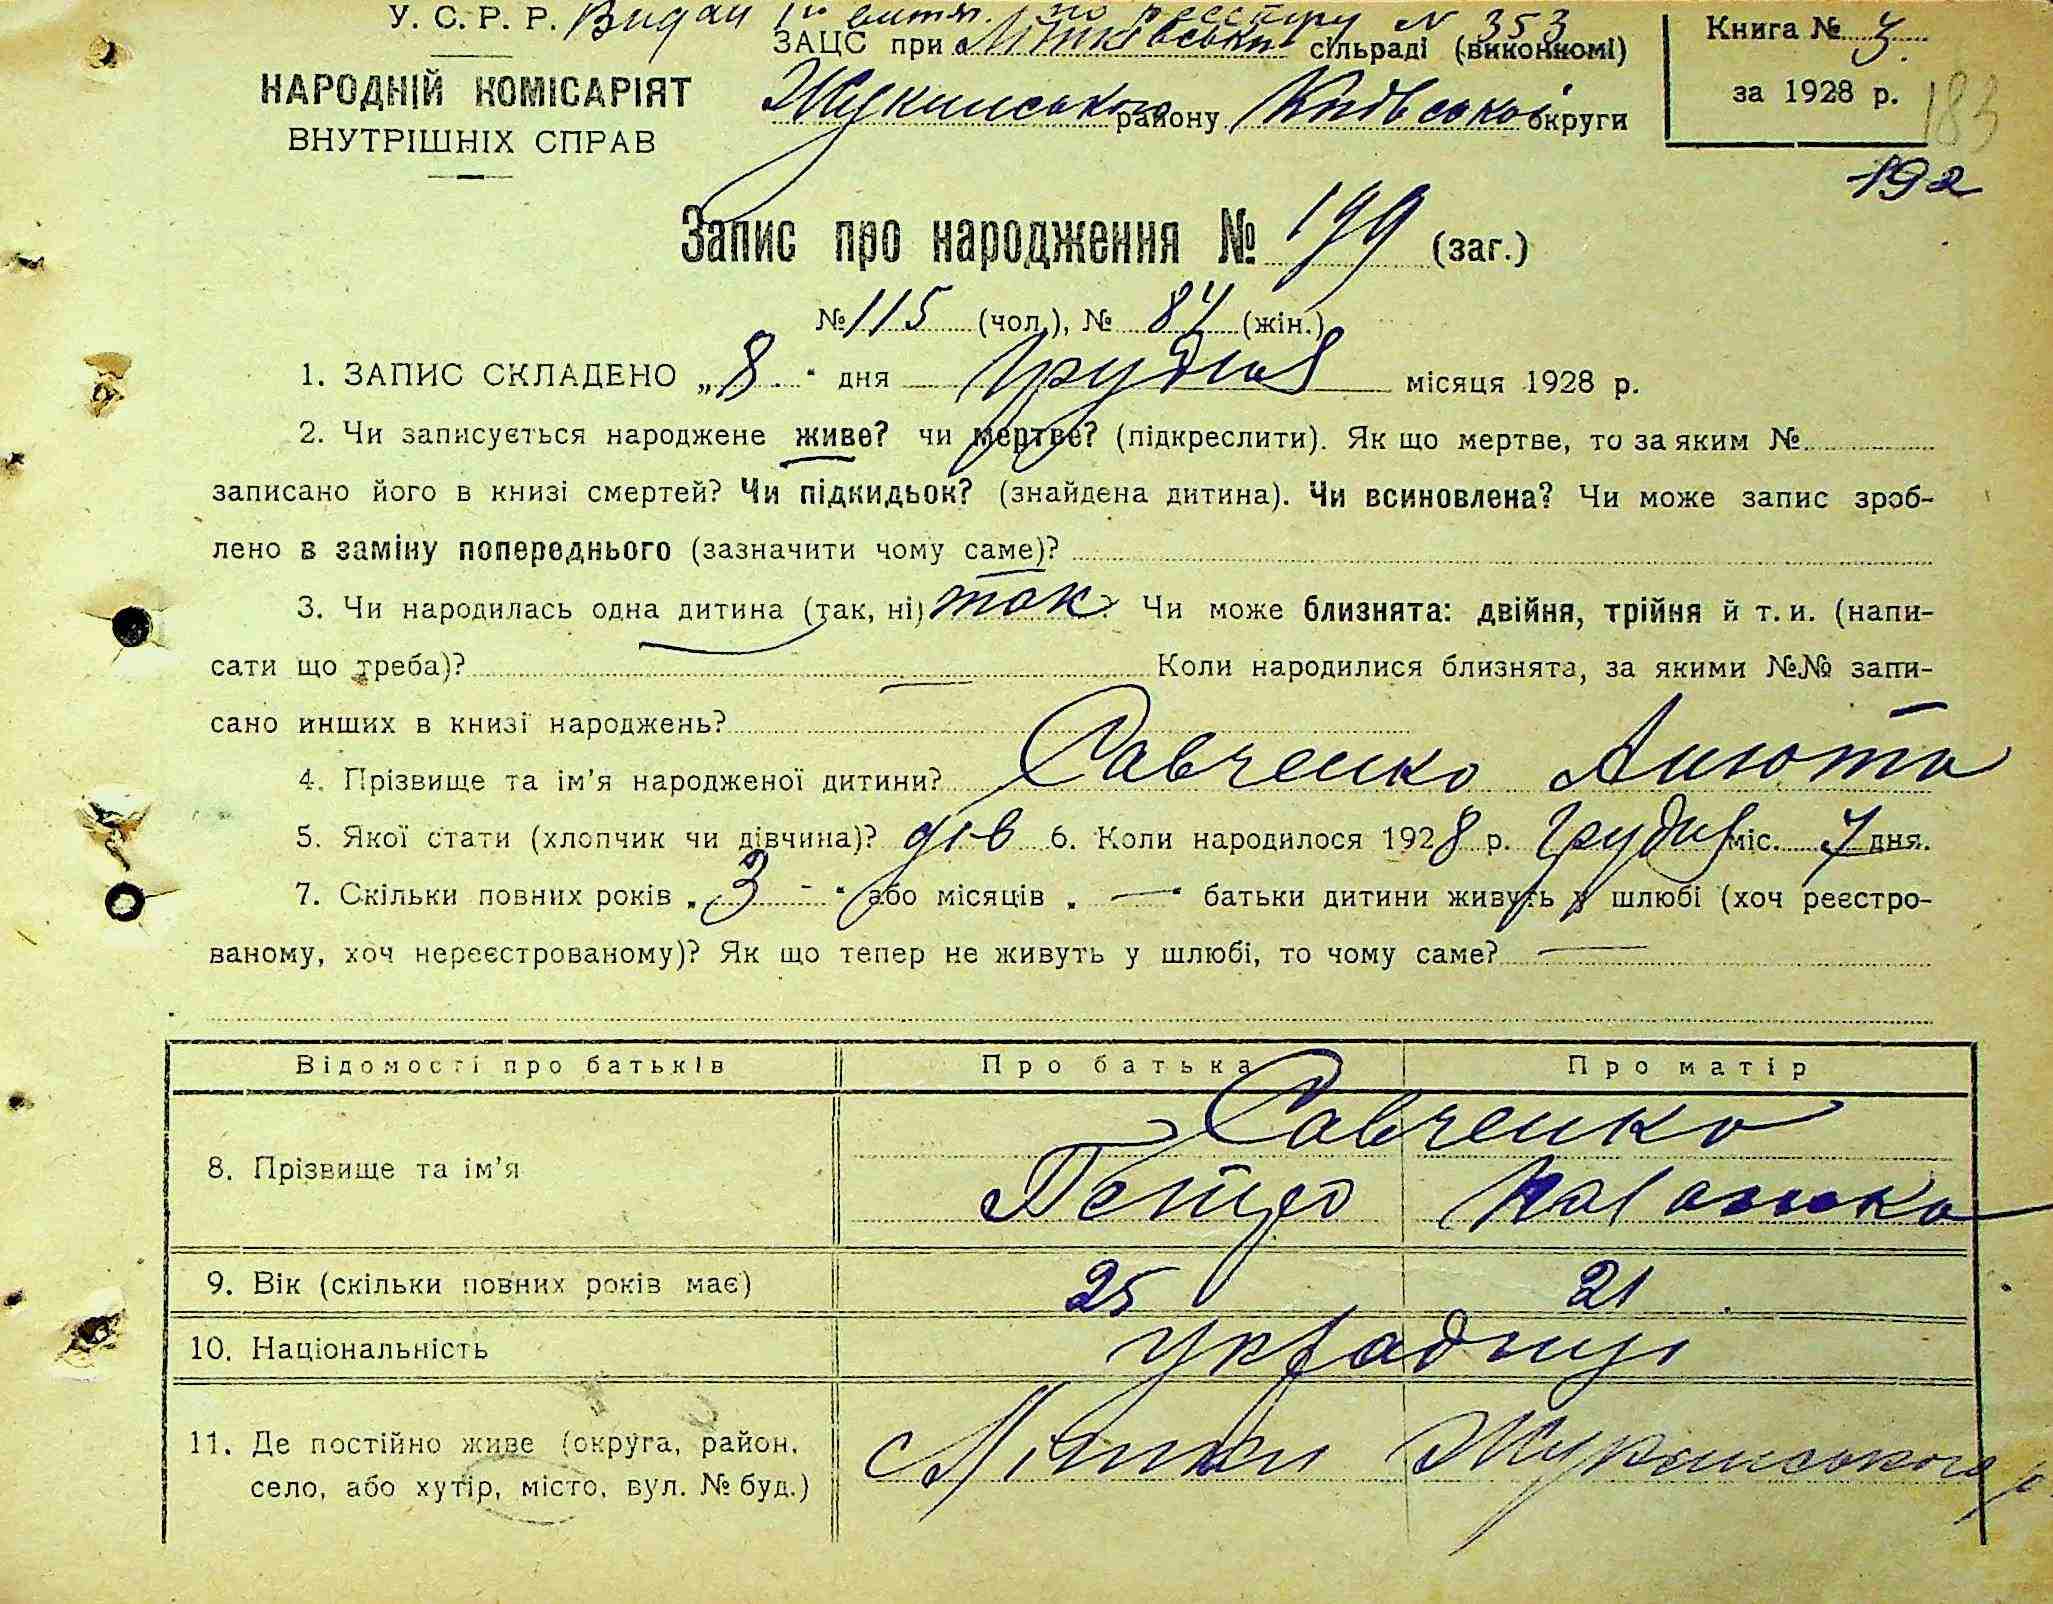 У. С. Р. Р. Видан по реєстру N 353
ЗАЦС при Літківській сільраді (виконкомі)
Книга № 3
НАРОДНІЙ КОМІСАРІЯТ
ВНУТРІШНІХ СПРАВ
Жукинського району Київської округи
за 1928 р.
183
192
Запис про народження № 199 (заг.)
№ 115 (чол.), № 84 (жін.)
1. ЗАПИС СКЛАДЕНО „8" дня Грудня місяця 1928 р.
2. Чи записується народжене живе? чи мертве? (підкреслити). Як що мертве, то за яким №
записано його в книзі смертей? Чи підкидьок? (знайдена дитина). Чи всиновлена? Чи може запис зроб-
лено в заміну попереднього (зазначити чому саме)?
3. Чи народилась одна дитина (так, ні) так Чи може близнята: двійня, трійня й т. и. (напи-
сати що треба)? — Коли народилися близнята, за якими №№ запи-
сано инших в книзі народжень? —
4. Прізвище та ім'я народженої дитини? Савченко Анюта
5. Якої стати (хлопчик чи дівчина)? дів 6. Коли народилося 1928 р. Грудня міс. 7 дня.
7. Скільки повних років „3 -" або місяців „—" батьки дитини живуть у шлюбі (хоч реєстро-
ваному, хоч нереєстрованому)? Як що тепер не живуть у шлюбі, то чому саме? —
Відомості про батьків Про батька Про матір
Савченко
8. Прізвище та ім'я Петро
9. Вік (скільки повних років має) 25 21
10. Національність українці
11. Де постійно живе (округа, район, Літки Жукинського р.
село, або хутір, місто, вул. № буд.)